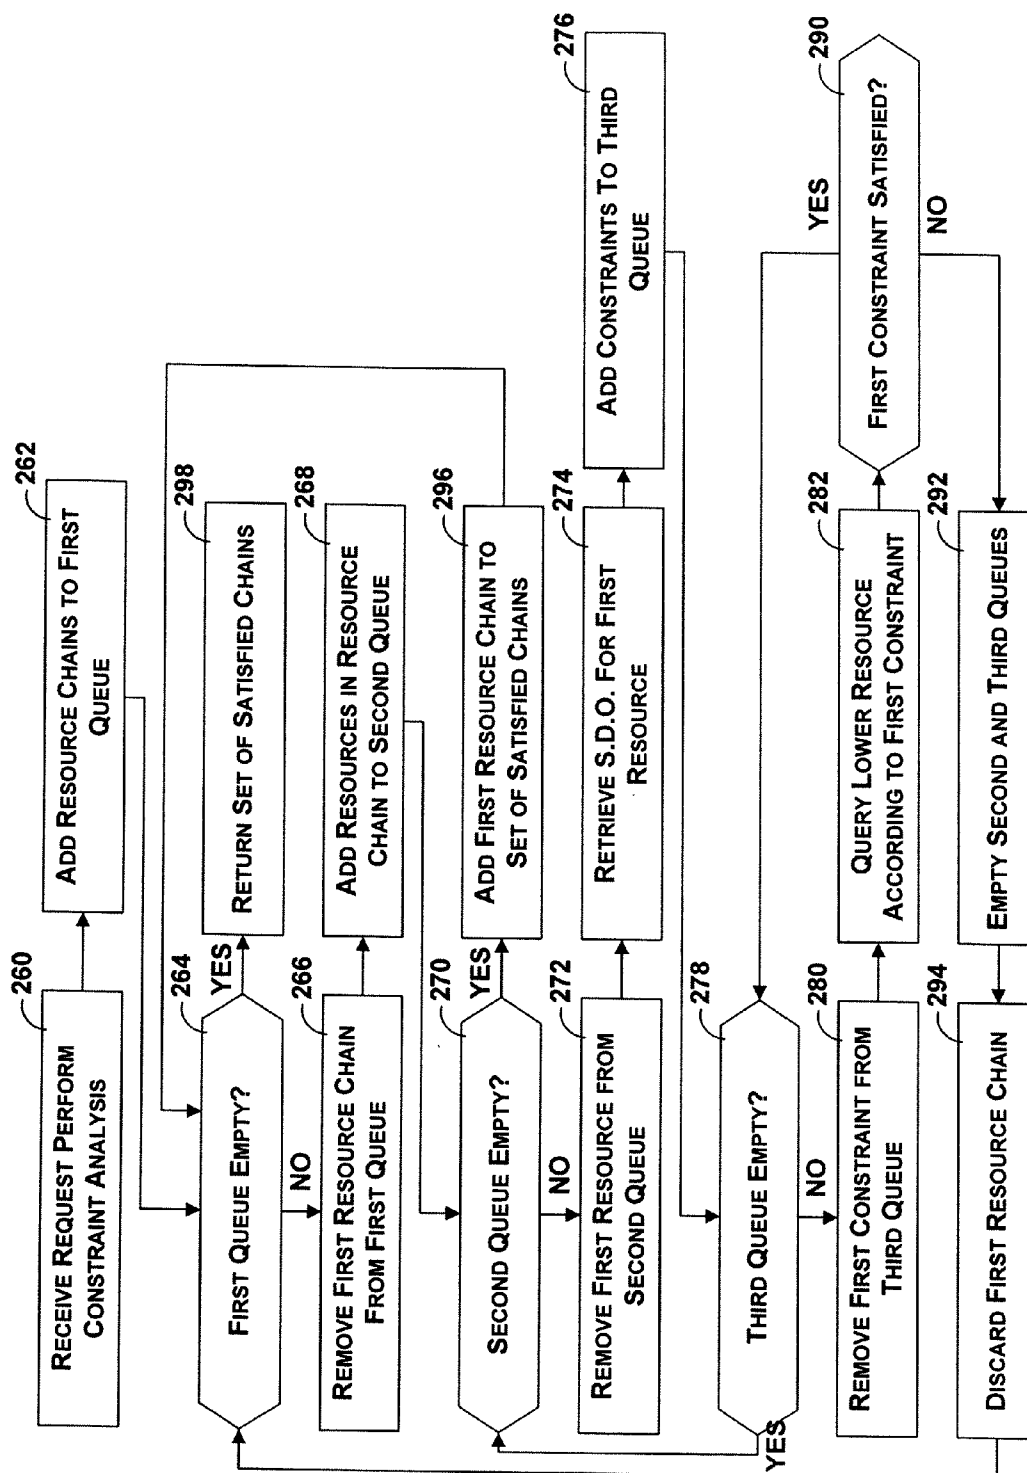 260
RECEIVE REQUEST PERFORM
CONSTRAINT ANALYSIS
262
ADD RESOURCE CHAINS TO FIRST
QUEUE
264
FIRST QUEUE EMPTY?
YES
NO
298
RETURN SET OF SATISFIED CHAINS
266
REMOVE FIRST RESOURCE CHAIN
FROM FIRST QUEUE
268
ADD RESOURCES IN RESOURCE
CHAIN TO SECOND QUEUE
270
SECOND QUEUE EMPTY?
YES
NO
296
ADD FIRST RESOURCE CHAIN TO
SET OF SATISFIED CHAINS
272
REMOVE FIRST RESOURCE FROM
SECOND QUEUE
274
RETRIEVE S.D.O. FOR FIRST
RESOURCE
276
ADD CONSTRAINTS TO THIRD
QUEUE
278
THIRD QUEUE EMPTY?
YES
NO
280
REMOVE FIRST CONSTRAINT FROM
THIRD QUEUE
282
QUERY LOWER RESOURCE
ACCORDING TO FIRST CONSTRAINT
290
FIRST CONSTRAINT SATISFIED?
YES
NO
292
EMPTY SECOND AND THIRD QUEUES
294
DISCARD FIRST RESOURCE CHAIN